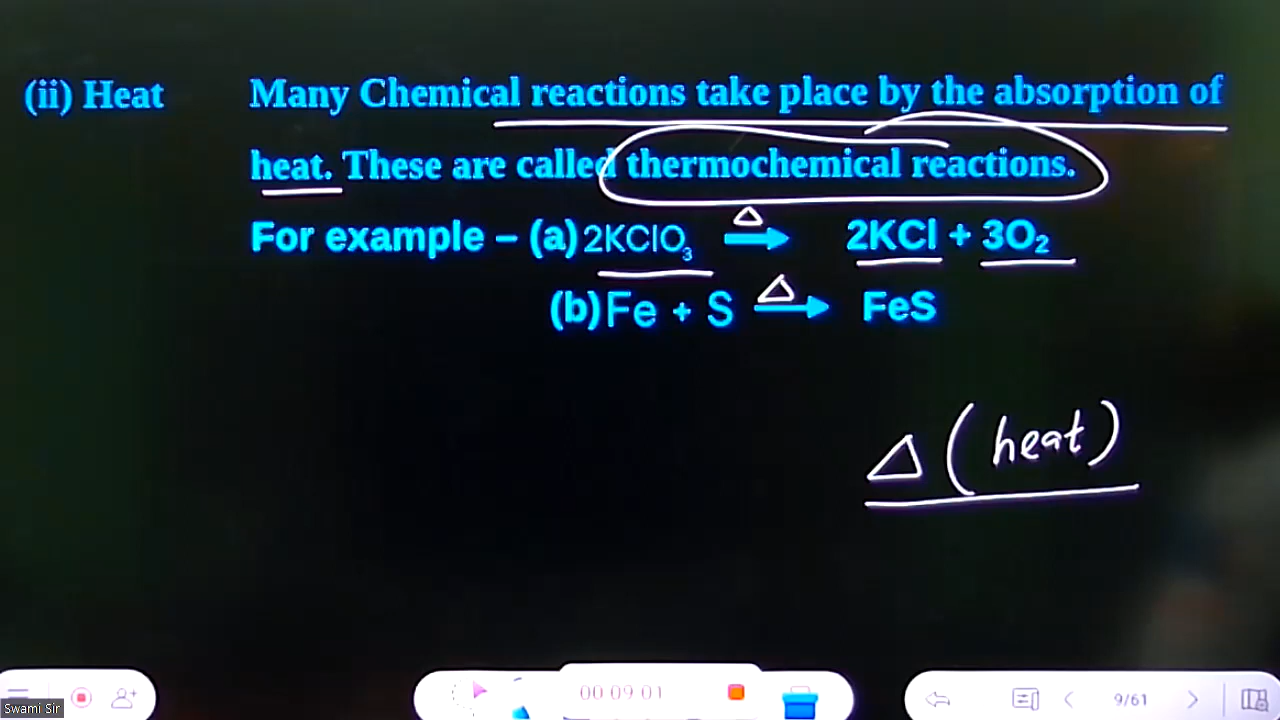 (ii) Heat Many Chemical reactions take place by the absorption of
heat. These are called thermochemical reactions.
For example – (a) 2KClO₃ → 2KCl + 3O₂
Δ
(b) Fe + S → FeS
Δ
Δ (heat)
00:09:01
9/61
Swami Sir